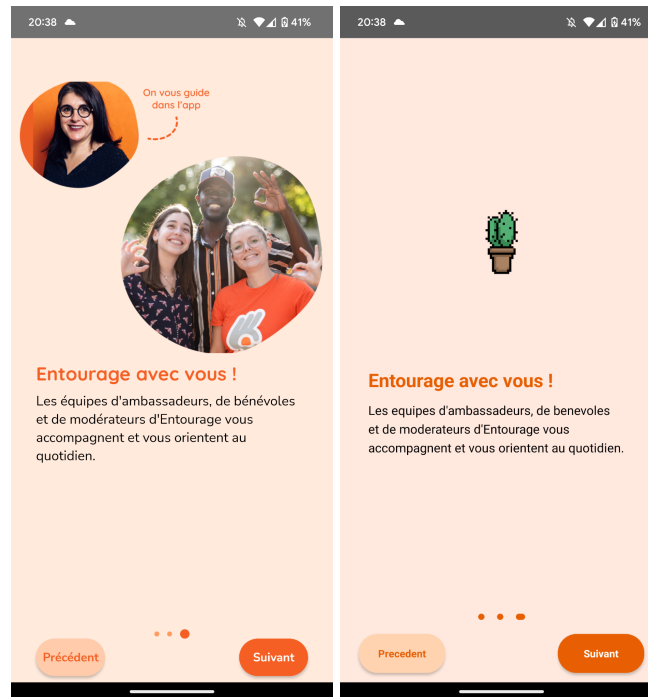 20:38
41%
On vous guide
dans l'app
Entourage avec vous !
Les équipes d'ambassadeurs, de bénévoles
et de modérateurs d'Entourage vous
accompagnent et vous orientent au
quotidien.
Précédent
Suivant
20:38
41%
Entourage avec vous !
Les equipes d'ambassadeurs, de benevoles
et de moderateurs d'Entourage vous
accompagnent et vous orientent au quotidien.
Precedent
Suivant